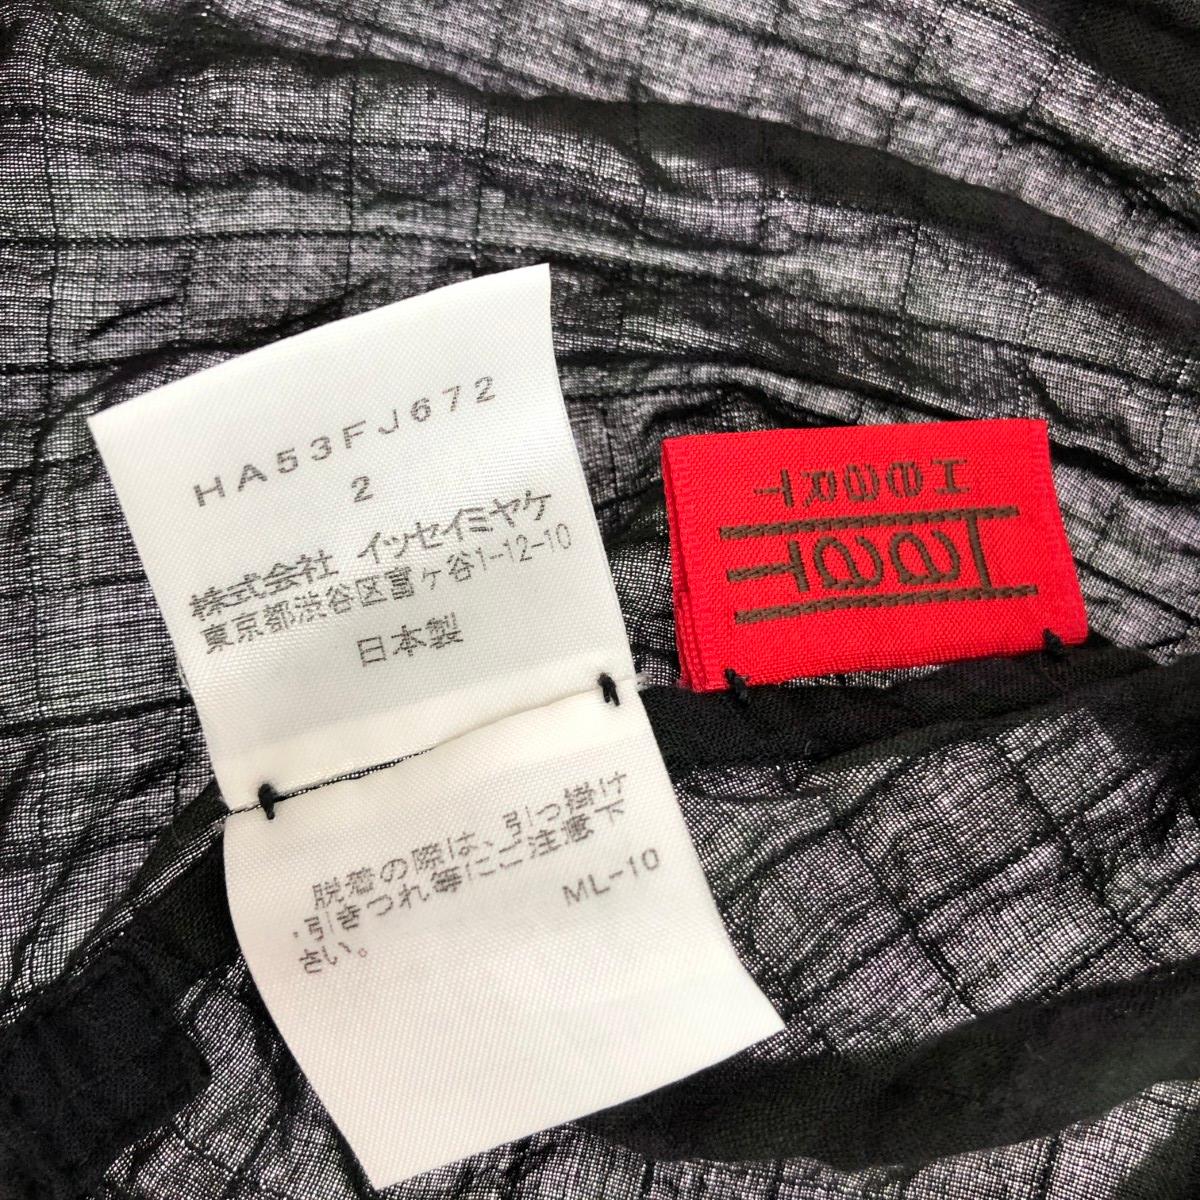 HA53FJ672
2
株式会社 イッセイミヤケ
東京都渋谷区富ヶ谷1-12-10
日本製
脱着の際は、引っ掛け
・引きつれ等にご注意下
さい。
ML-10
HeaRT
HaaT